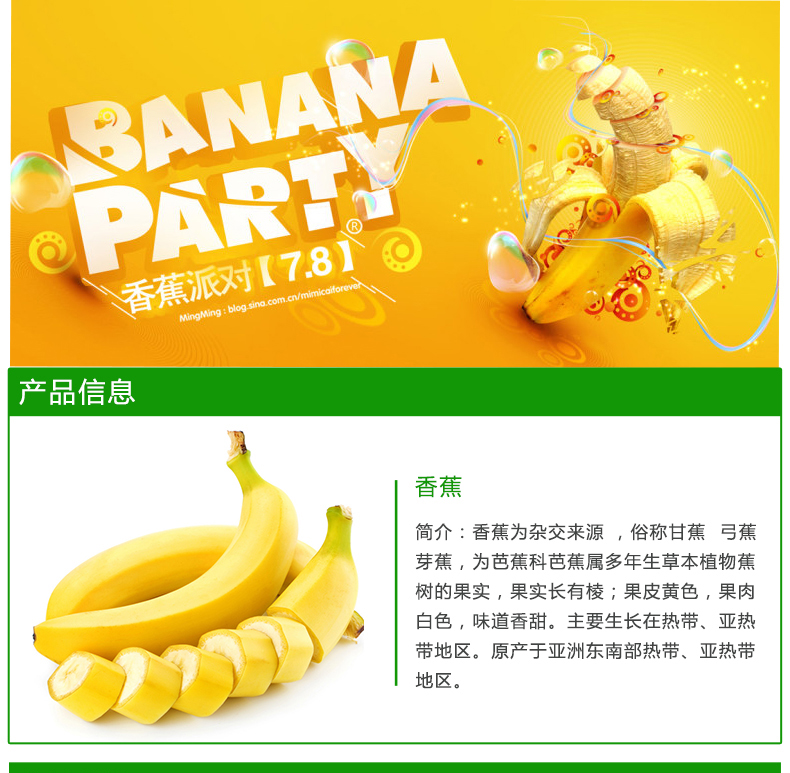 BANANA
PARTY
®
香蕉派对【7.8】
MingMing : blog.sina.com.cn/mimicaiforever
产品信息
香蕉
简介：香蕉为杂交来源 ，俗称甘蕉 弓蕉
芽蕉，为芭蕉科芭蕉属多年生草本植物蕉
树的果实，果实长有棱；果皮黄色，果肉
白色，味道香甜。主要生长在热带、亚热
带地区。原产于亚洲东南部热带、亚热带
地区。